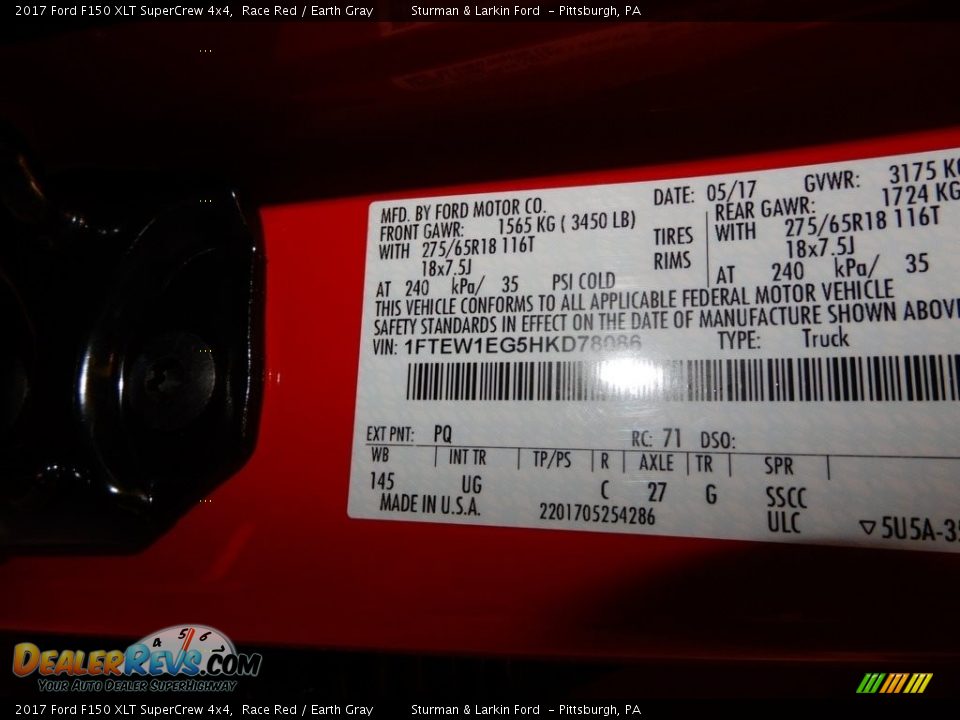 2017 Ford F150 XLT SuperCrew 4x4, Race Red / Earth Gray Sturman & Larkin Ford - Pittsburgh, PA
MFD. BY FORD MOTOR CO. DATE: 05/17 GVWR: 3175 KG
FRONT GAWR: 1565 KG ( 3450 LB) REAR GAWR: 1724 KG
WITH 275/65R18 116T TIRES WITH 275/65R18 116T
18x7.5J RIMS 18x7.5J
AT 240 kPa/ 35 PSI COLD AT 240 kPa/ 35
THIS VEHICLE CONFORMS TO ALL APPLICABLE FEDERAL MOTOR VEHICLE
SAFETY STANDARDS IN EFFECT ON THE DATE OF MANUFACTURE SHOWN ABOVE
VIN: 1FTEW1EG5HKD78086 TYPE: Truck
EXT PNT: PQ RC: 71 DSO:
WB INT TR TP/PS R AXLE TR SPR
145 UG C 27 G SSCC
MADE IN U.S.A. 2201705254286 ULC 5U5A-35
4 5 6
DealerRevs.com
Your Auto Dealer SuperHighway
2017 Ford F150 XLT SuperCrew 4x4, Race Red / Earth Gray Sturman & Larkin Ford - Pittsburgh, PA